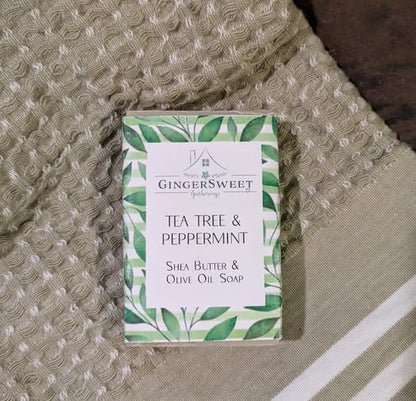 GingerSweet
Gatherings
Tea Tree &
Peppermint
Shea Butter &
Olive Oil Soap